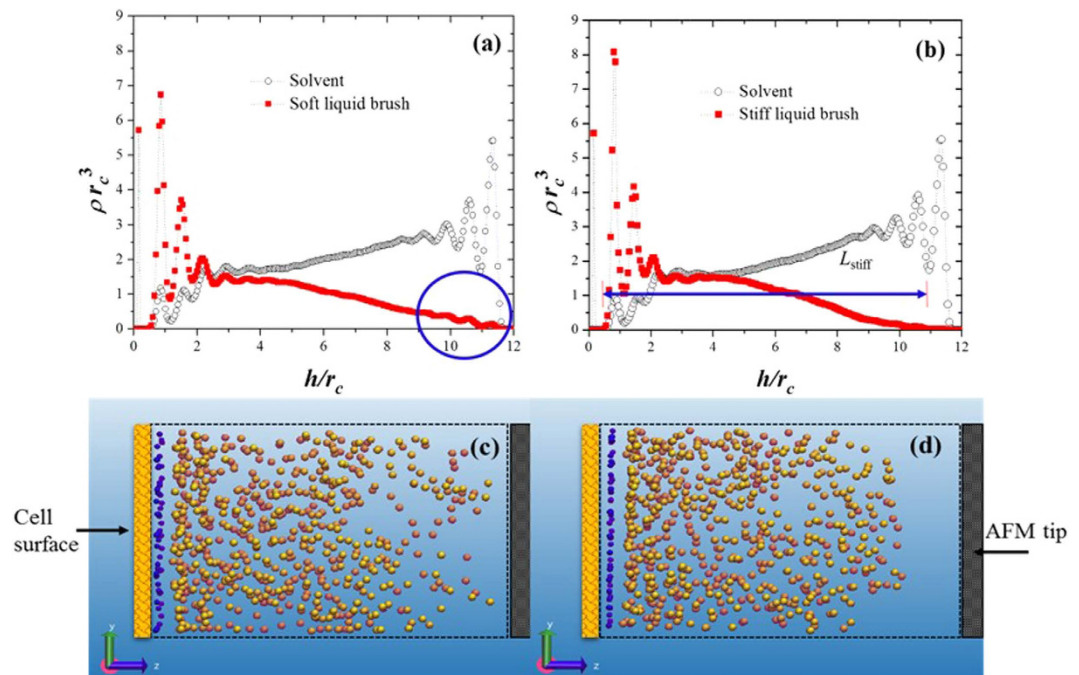 (a)
9
8
7
6
5
4
3
2
1
0
ρ r_c^3
Solvent
Soft liquid brush
0 2 4 6 8 10 12
h/r_c
(b)
9
8
7
6
5
4
3
2
1
0
ρ r_c^3
Solvent
Stiff liquid brush
L_stiff
0 2 4 6 8 10 12
h/r_c
(c)
Cell
surface
y
z
(d)
AFM tip
y
z